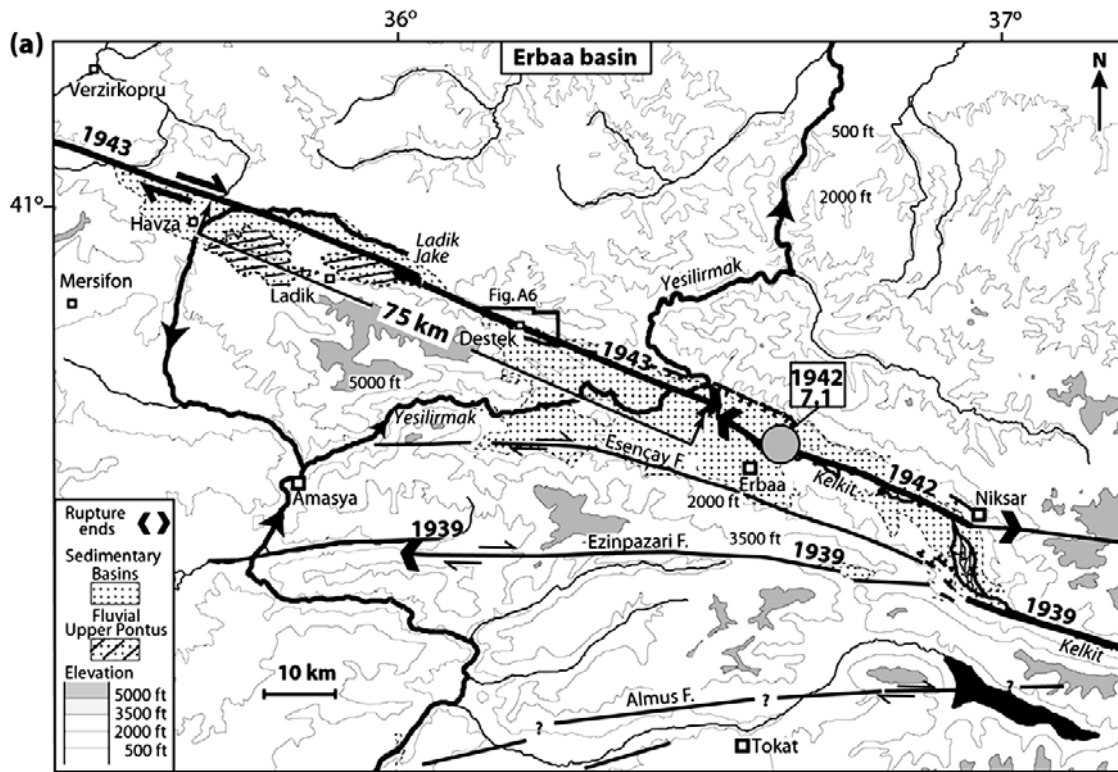 36º
37º
(a)
Erbaa basin
N
Verzirkopru
1943
500 ft
2000 ft
41º
Havza
Ladik
lake
Yesilirmak
Mersifon
Ladik
Fig. A6
75 km
Destek
1943
1942
7.1
5000 ft
Yesilirmak
Esençay F.
Erbaa
Kelkit
1942
Niksar
2000 ft
Amasya
1939
3500 ft
Ezinpazari F.
1939
1939
Kelkit
Rupture
ends
Sedimentary
Basins
Fluvial
Upper Pontus
Elevation
5000 ft
3500 ft
2000 ft
500 ft
10 km
Almus F.
?
?
?
?
Tokat